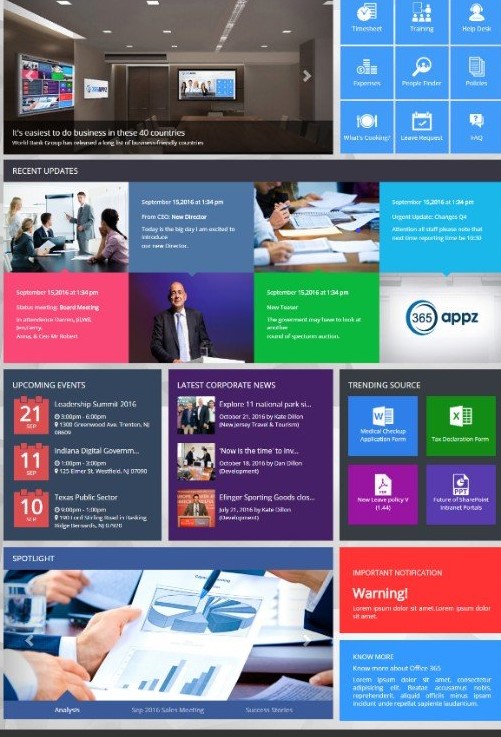 Timesheet
Training
Help Desk
Expenses
People Finder
Policies
What's Cooking?
Leave Request
FAQ
365 appz
It's easiest to do business in these 40 countries
World Bank Group has released a long list of business-friendly countries
RECENT UPDATES
September 15,2016 at 1:34 pm
From CEO: New Director
Today is the big day I am excited to
introduce
our new Director.
September 15,2016 at 1:34 pm
Urgent Update: Changes Q4
Attention all staff please note that
next time reporting time be 10:30
September 15,2016 at 1:34 pm
Status meeting: Board Meeting
In attendence Darren,
Jenji
Annu, & Ceo Mr Robert
September 15,2016 at 1:34 pm
New Teaser
The goverment may have to look at
another
round of spectrum auction.
365 appz
UPCOMING EVENTS
21
SEP
Leadership Summit 2016
3:00pm - 6:00pm
1300 Greenwood Ave, Trenton, NJ
08609
11
SEP
Indiana Digital Governm...
1:00pm - 3:00pm
125 Elmer St, Westfield, NJ 07090
10
SEP
Texas Public Sector
9:00pm - 1:00pm
190 Lord Stirling Road in Basking
Ridge Bernards, NJ 07920
LATEST CORPORATE NEWS
Explore 11 national park si...
October 21, 2016 by Kate Dillon
(New Jersey Travel & Tourism)
'Now is the time' to inv...
October 18, 2016 by Dan Dillon
(Development)
Efinger Sporting Goods clos...
July 21, 2016 by Kate Dillon
(Development)
TRENDING SOURCE
Medical Checkup
Application Form
Tax Declaration Form
PDF
New Leave policy V
(1.44)
PPT
Future of SharePoint
Intranet Portals
SPOTLIGHT
Analysis
Sep 2016 Sales Meeting
Success Stories
IMPORTANT NOTIFICATION
Warning!
Lorem ipsum dolor sit amet.Lorem ipsum dolor
sit amet.
KNOW MORE
Know more about Office 365
Lorem ipsum dolor sit amet, consectetur
adipisicing elit. Beatae accusamus nobis,
reprehenderit, aliquid officiis minus ipsum
incidunt unde repellat sapiente laudantium.